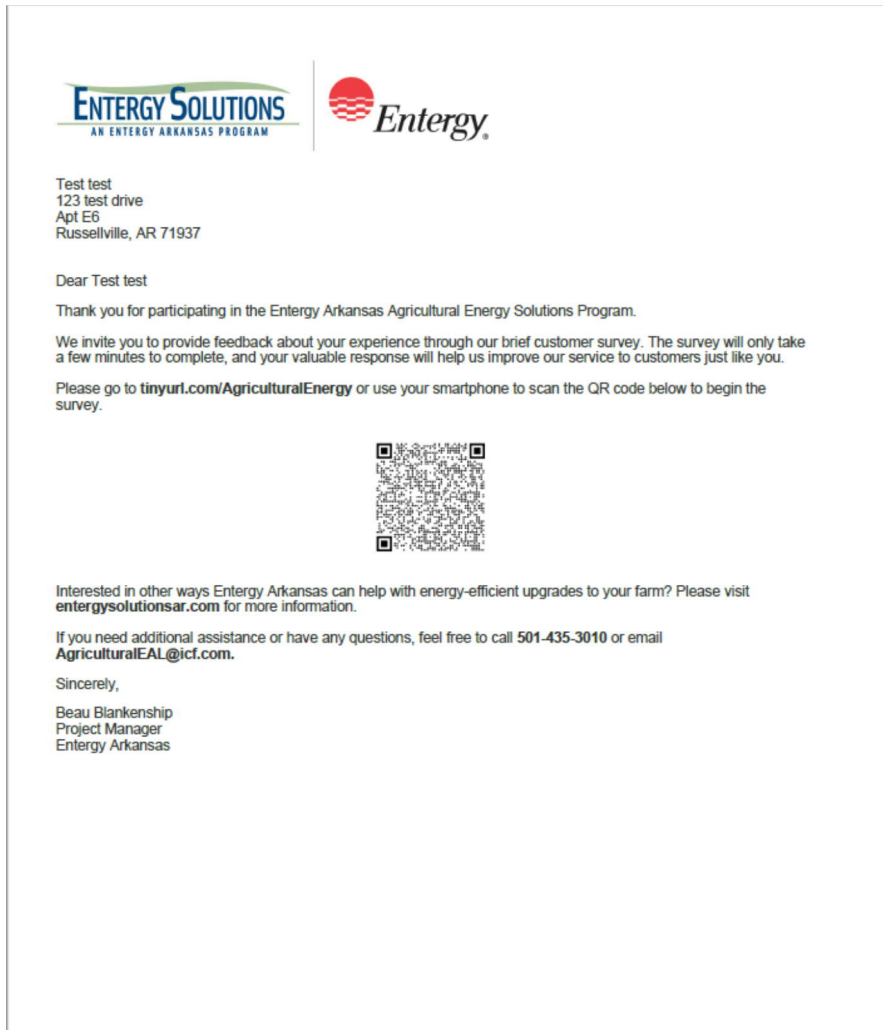 ENTERGY SOLUTIONS
AN ENTERGY ARKANSAS PROGRAM
Entergy®
Test test
123 test drive
Apt E6
Russellville, AR 71937
Dear Test test
Thank you for participating in the Entergy Arkansas Agricultural Energy Solutions Program.
We invite you to provide feedback about your experience through our brief customer survey. The survey will only take
a few minutes to complete, and your valuable response will help us improve our service to customers just like you.
Please go to tinyurl.com/AgriculturalEnergy or use your smartphone to scan the QR code below to begin the
survey.
Interested in other ways Entergy Arkansas can help with energy-efficient upgrades to your farm? Please visit
entergysolutionsar.com for more information.
If you need additional assistance or have any questions, feel free to call 501-435-3010 or email
AgriculturalEAL@icf.com.
Sincerely,
Beau Blankenship
Project Manager
Entergy Arkansas